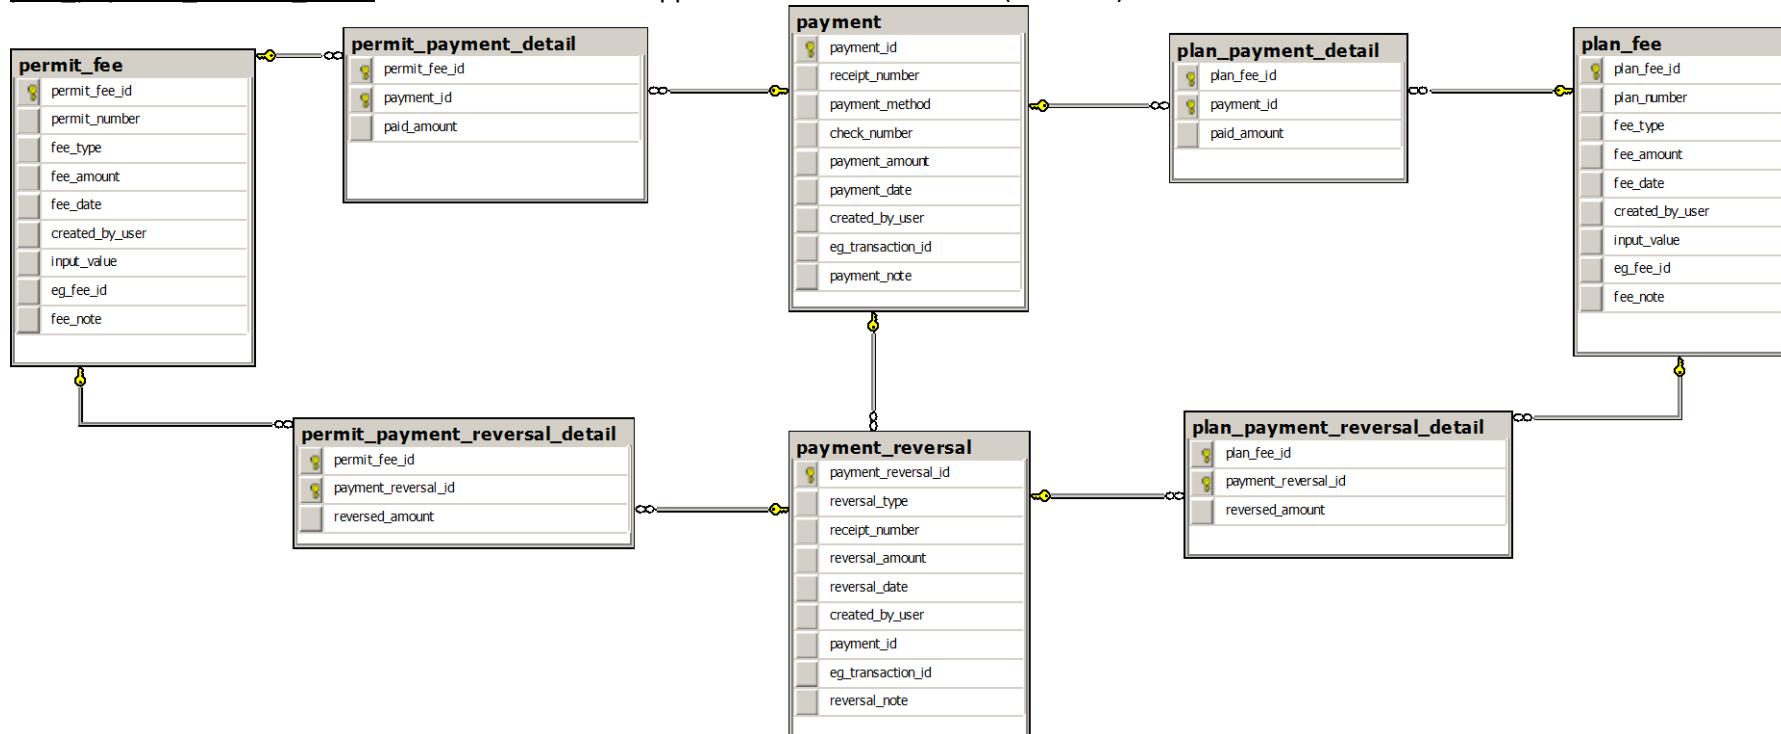 payment
payment_id
receipt_number
payment_method
check_number
payment_amount
payment_date
created_by_user
eg_transaction_id
payment_note
permit_payment_detail
permit_fee_id
payment_id
paid_amount
plan_payment_detail
plan_fee_id
payment_id
paid_amount
plan_fee
plan_fee_id
plan_number
fee_type
fee_amount
fee_date
created_by_user
input_value
eg_fee_id
fee_note
permit_fee
permit_fee_id
permit_number
fee_type
fee_amount
fee_date
created_by_user
input_value
eg_fee_id
fee_note
permit_payment_reversal_detail
permit_fee_id
payment_reversal_id
reversed_amount
payment_reversal
payment_reversal_id
reversal_type
receipt_number
reversal_amount
reversal_date
created_by_user
payment_id
eg_transaction_id
reversal_note
plan_payment_reversal_detail
plan_fee_id
payment_reversal_id
reversed_amount